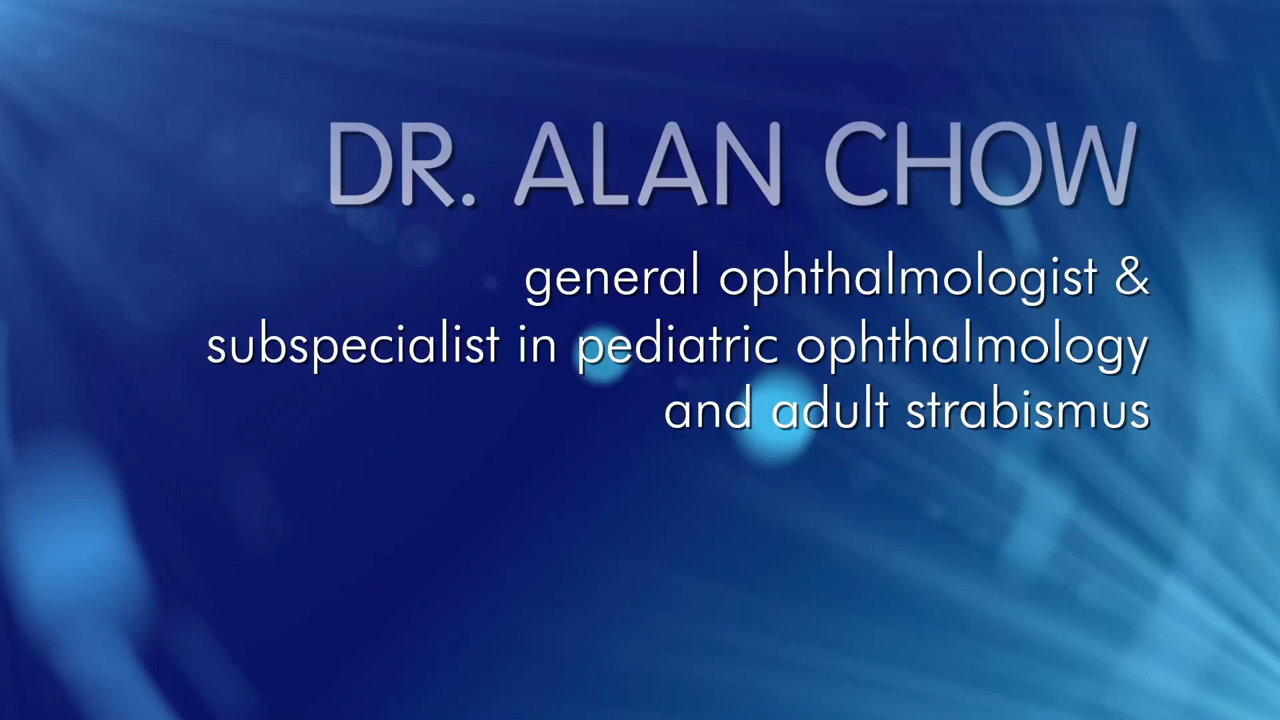 DR. ALAN CHOW
general ophthalmologist &
subspecialist in pediatric ophthalmology
and adult strabismus